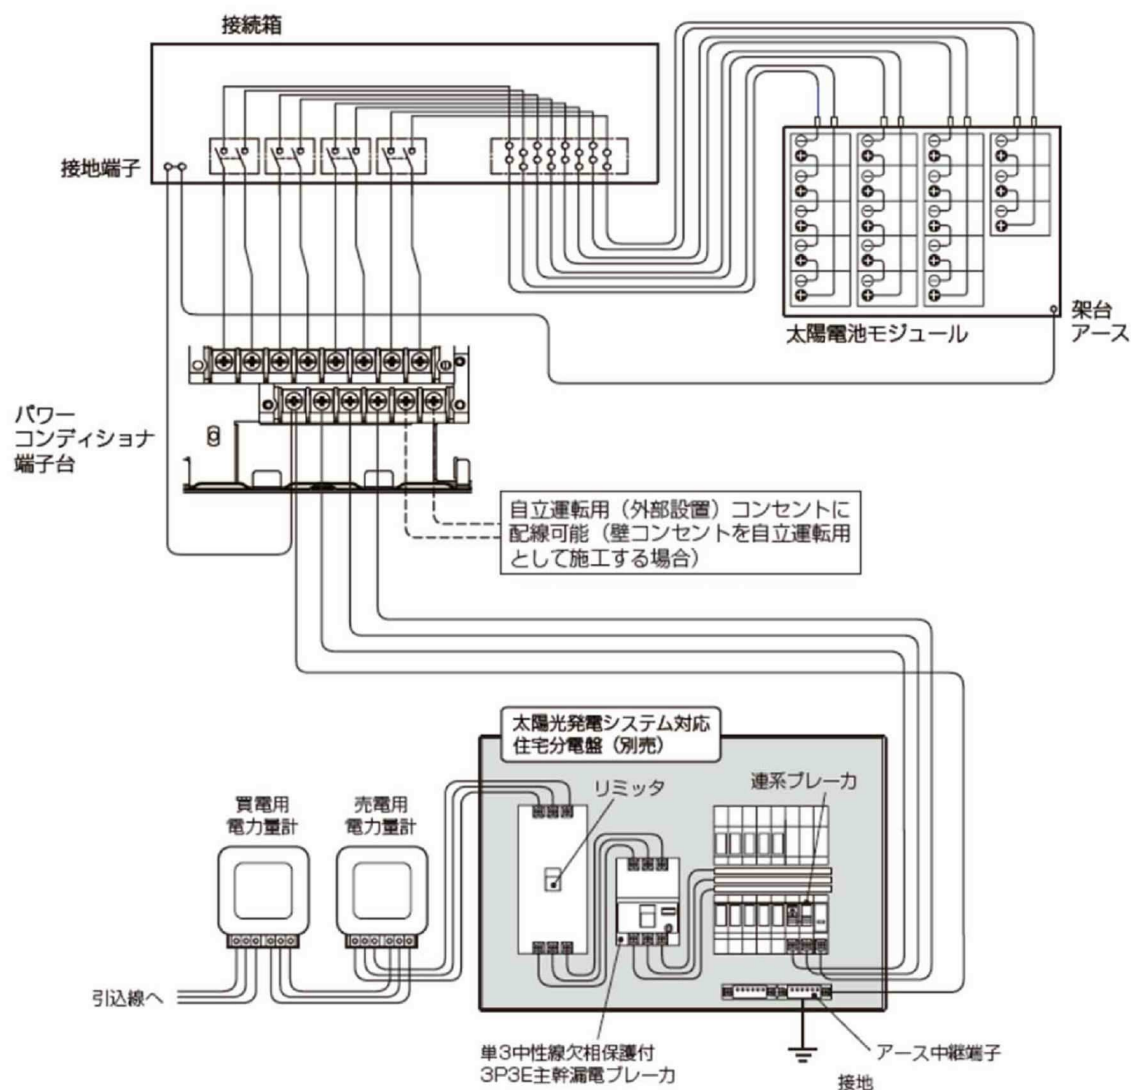 接続箱
接地端子
太陽電池モジュール
架台
アース
パワー
コンディショナ
端子台
自立運転用（外部設置）コンセントに
配線可能（壁コンセントを自立運転用
として施工する場合）
太陽光発電システム対応
住宅分電盤（別売）
リミッタ
連系ブレーカ
買電用
電力量計
売電用
電力量計
引込線へ
単3中性線欠相保護付
3P3E主幹漏電ブレーカ
アース中継端子
接地